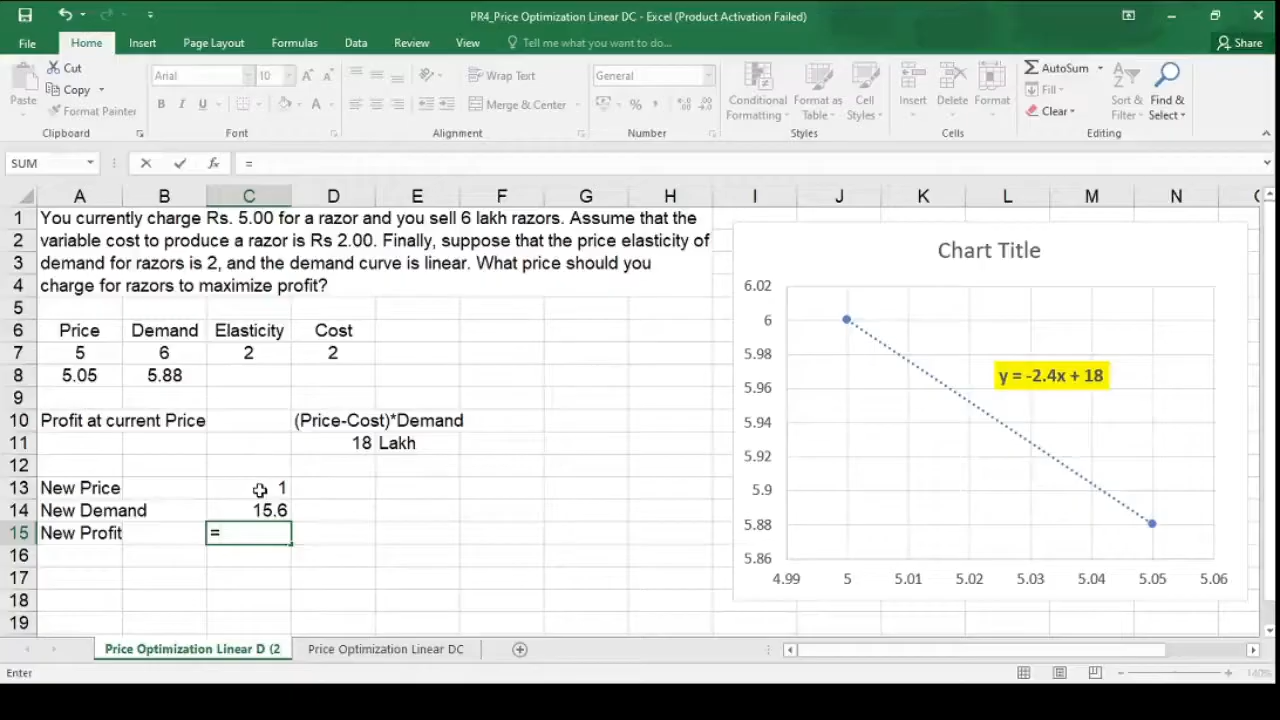 PR4_Price Optimization Linear DC - Excel (Product Activation Failed)
File Home Insert Page Layout Formulas Data Review View Tell me what you want to do... Share
Paste Cut Copy Format Painter
Arial 10
B I U A
Wrap Text
Merge & Center
General
% ,
Conditional Formatting
Format as Table
Cell Styles
Insert Delete Format
AutoSum
Fill
Clear
Sort & Filter
Find & Select
Clipboard Font Alignment Number Styles Cells Editing
SUM fx =
A B C D E F G H I J K L M N
1 You currently charge Rs. 5.00 for a razor and you sell 6 lakh razors. Assume that the
2 variable cost to produce a razor is Rs 2.00. Finally, suppose that the price elasticity of
3 demand for razors is 2, and the demand curve is linear. What price should you
4 charge for razors to maximize profit?
5
6 Price Demand Elasticity Cost
7 5 6 2 2
8 5.05 5.88
9
10 Profit at current Price (Price-Cost)*Demand
11 18 Lakh
12
13 New Price 1
14 New Demand 15.6
15 New Profit =
16
17
18
19
Chart Title
6.02
6
5.98
5.96
5.94
5.92
5.9
5.88
5.86
y = -2.4x + 18
4.99 5 5.01 5.02 5.03 5.04 5.05 5.06
Price Optimization Linear D (2 Price Optimization Linear DC
Enter 140%